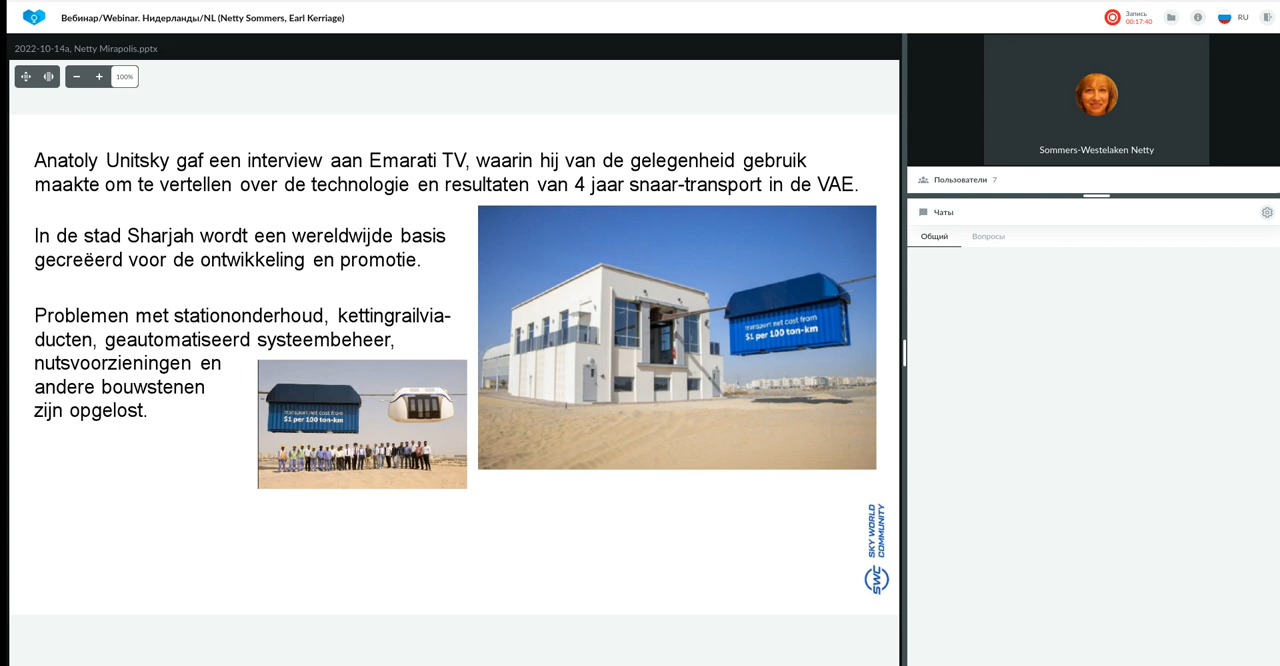 Вебинар/Webinar. Нидерланды/NL (Netty Sommers, Earl Kerriage)
Запись
00:17:40
RU
2022-10-14a, Netty Mirapolis.pptx
100%
Anatoly Unitsky gaf een interview aan Emarati TV, waarin hij van de gelegenheid gebruik
maakte om te vertellen over de technologie en resultaten van 4 jaar snaar-transport in de VAE.
In de stad Sharjah wordt een wereldwijde basis
gecreëerd voor de ontwikkeling en promotie.
Problemen met stationonderhoud, kettingrailvia-
ducten, geautomatiseerd systeembeheer,
nutsvoorzieningen en
andere bouwstenen
zijn opgelost.
transport net cost from
$1 per 100 ton-km
transport net cost from
$1 per 100 ton-km
SKY WORLD
COMMUNITY
SWC
Sommers-Westelaken Netty
Пользователи 7
Чаты
Общий
Вопросы